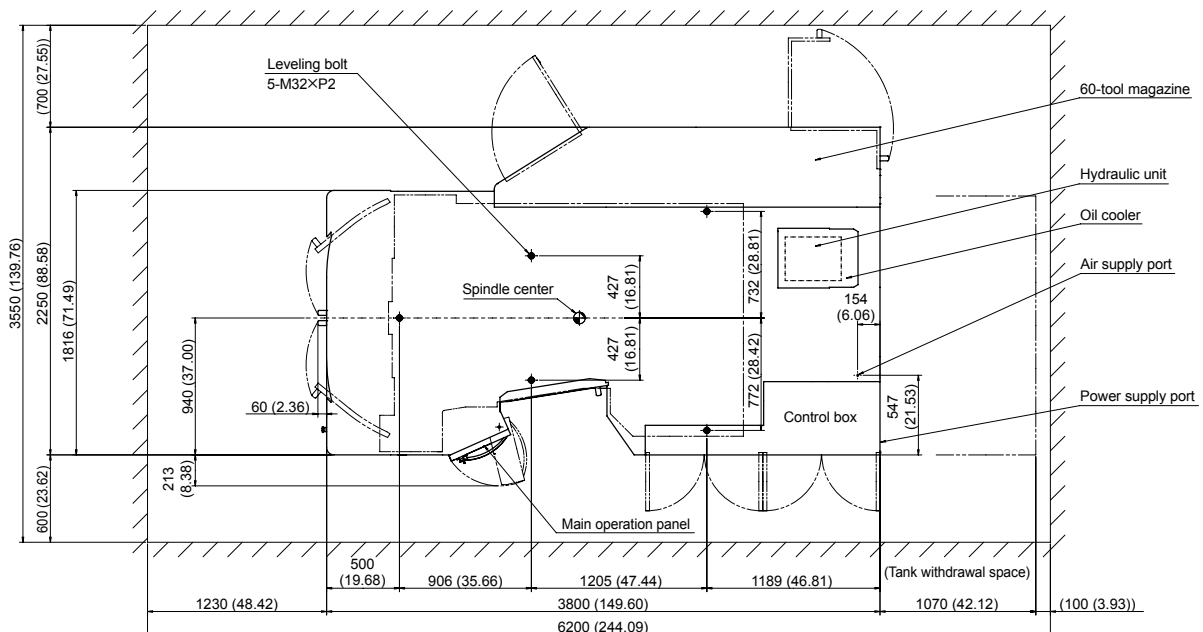 Leveling bolt
5-M32×P2
60-tool magazine
Hydraulic unit
Oil cooler
Air supply port
Spindle center
Power supply port
Control box
Main operation panel
(Tank withdrawal space)
700 (27.55)
3550 (139.76)
2250 (88.58)
1816 (71.49)
940 (37.00)
60 (2.36)
213
(8.38)
600 (23.62)
427
(16.81)
427
(16.81)
732 (28.81)
772 (28.42)
154
(6.06)
547
(21.53)
500
(19.68)
906 (35.66)
1205 (47.44)
1189 (46.81)
1230 (48.42)
3800 (149.60)
1070 (42.12)
(100 (3.93))
6200 (244.09)